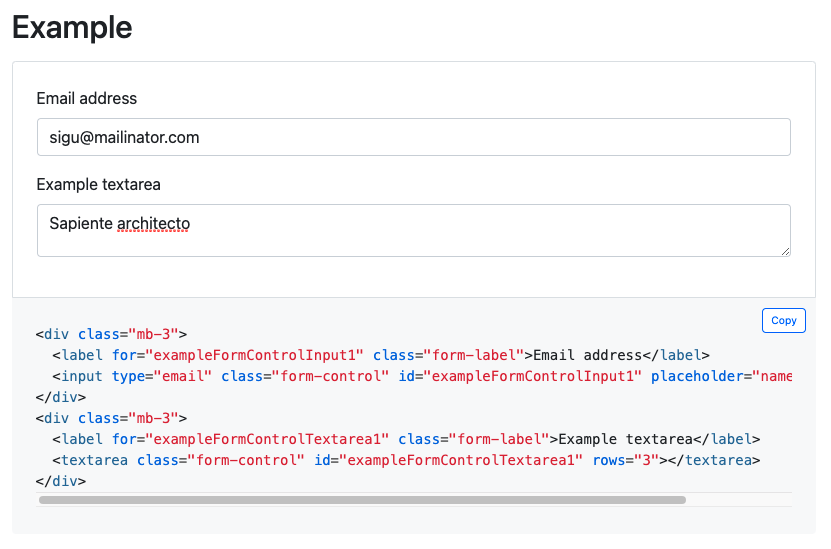 Example
Email address
sigu@mailinator.com
Example textarea
Sapiente architecto
Copy
<div class="mb-3">
  <label for="exampleFormControlInput1" class="form-label">Email address</label>
  <input type="email" class="form-control" id="exampleFormControlInput1" placeholder="name
</div>
<div class="mb-3">
  <label for="exampleFormControlTextarea1" class="form-label">Example textarea</label>
  <textarea class="form-control" id="exampleFormControlTextarea1" rows="3"></textarea>
</div>